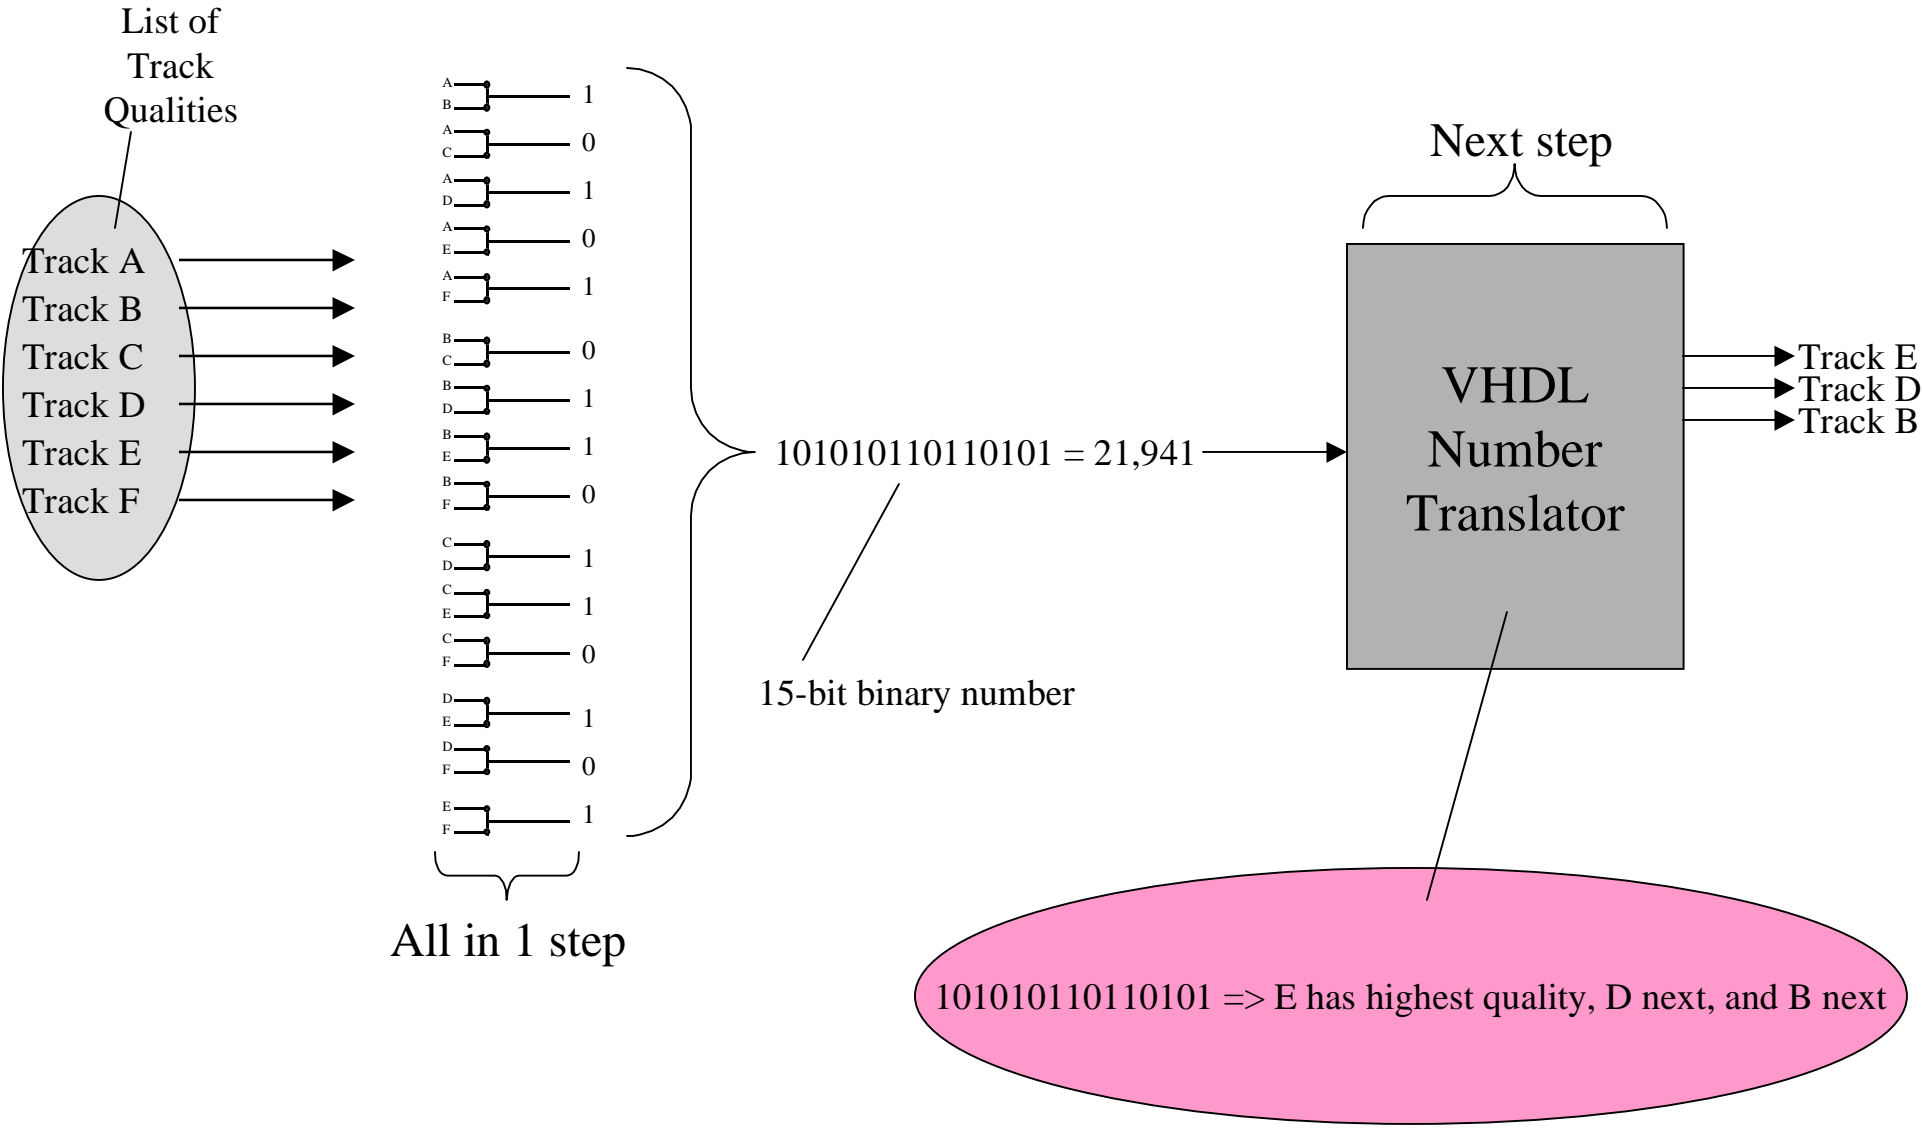 List of
Track
Qualities
Track A
Track B
Track C
Track D
Track E
Track F
A
B
1
A
C
0
A
D
1
A
E
0
A
F
1
B
C
0
B
D
1
B
E
1
B
F
0
C
D
1
C
E
1
C
F
0
D
E
1
D
F
0
E
F
1
All in 1 step
101010110110101 = 21,941
15-bit binary number
Next step
VHDL
Number
Translator
Track E
Track D
Track B
101010110110101 => E has highest quality, D next, and B next